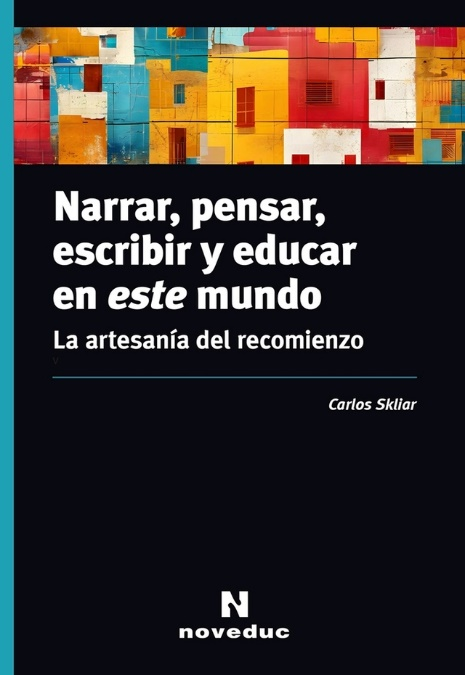 Narrar, pensar,
escribir y educar
en este mundo
La artesanía del recomienzo
Carlos Skliar
N
noveduc